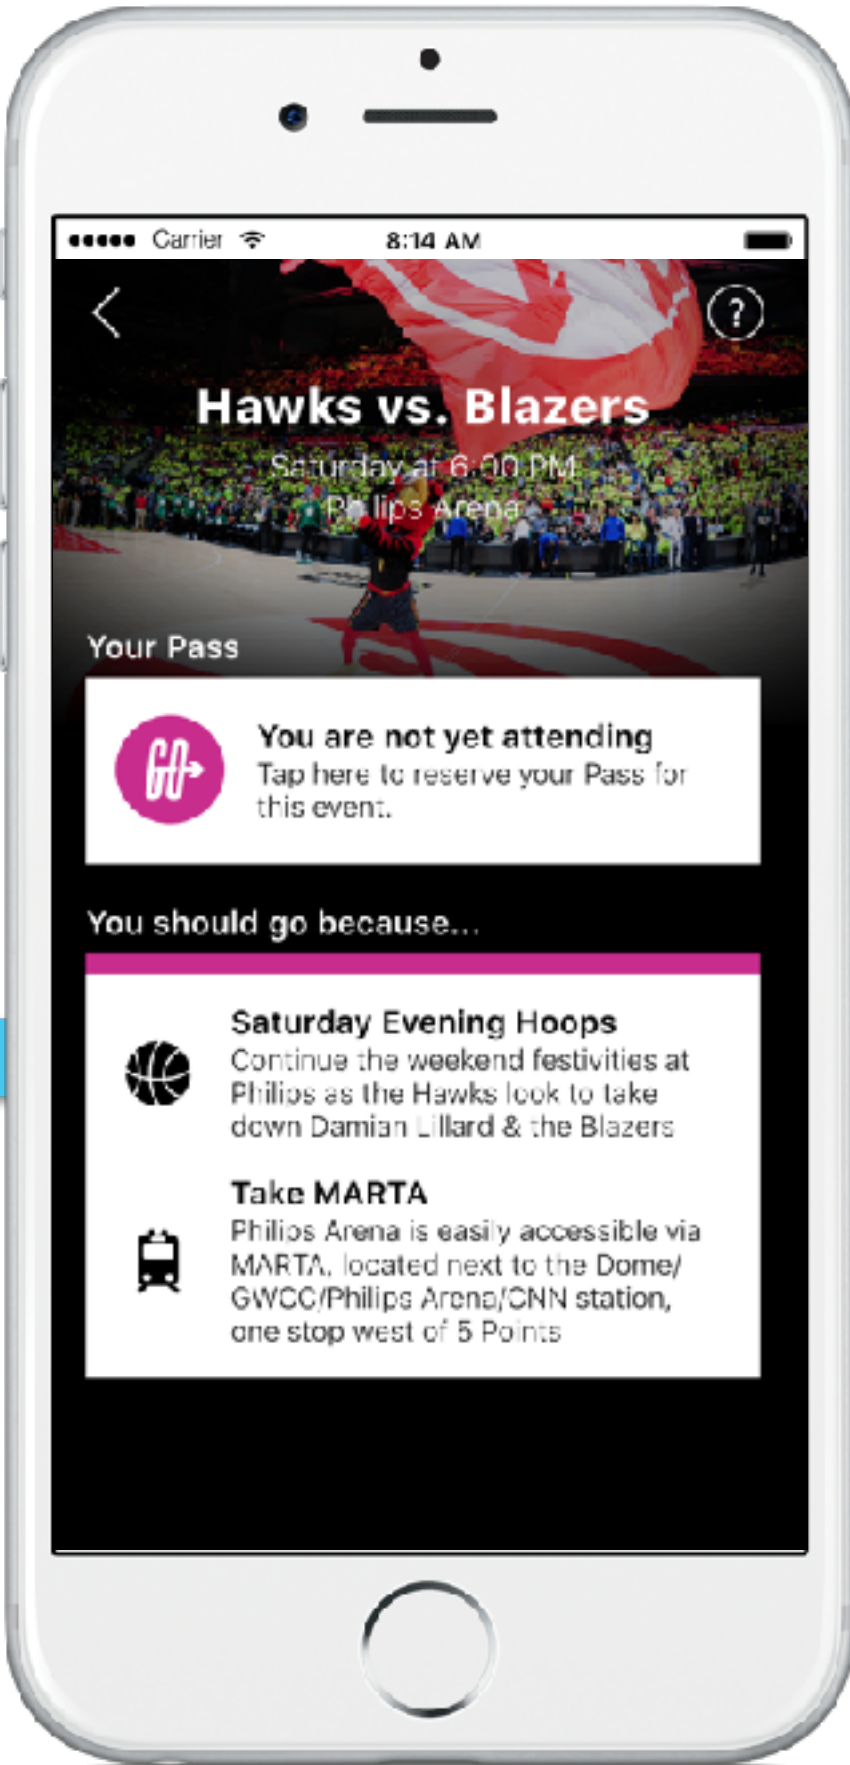 Carrier 8:14 AM
?
Hawks vs. Blazers
Saturday at 6:00 PM
Philips Arena
Your Pass
GO
You are not yet attending
Tap here to reserve your Pass for
this event.
You should go because...
Saturday Evening Hoops
Continue the weekend festivities at
Philips as the Hawks look to take
down Damian Lillard & the Blazers
Take MARTA
Philips Arena is easily accessible via
MARTA, located next to the Dome/
GWCC/Philips Arena/CNN station,
one stop west of 5 Points